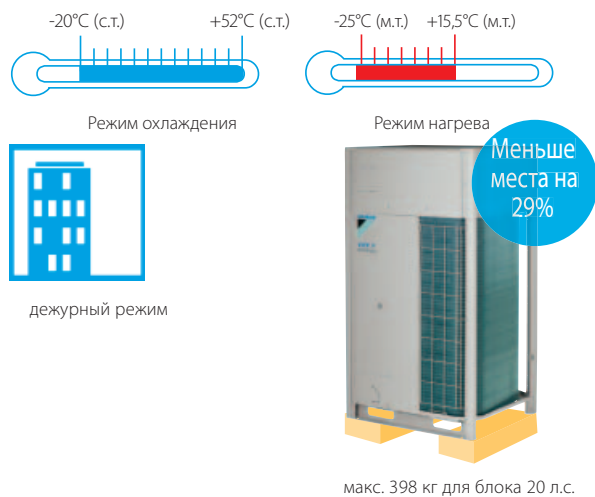 -20°C (с.т.) +52°C (с.т.)
-25°C (м.т.) +15,5°C (м.т.)
Режим охлаждения
Режим нагрева
Меньше
места на
29%
дежурный режим
макс. 398 кг для блока 20 л.с.